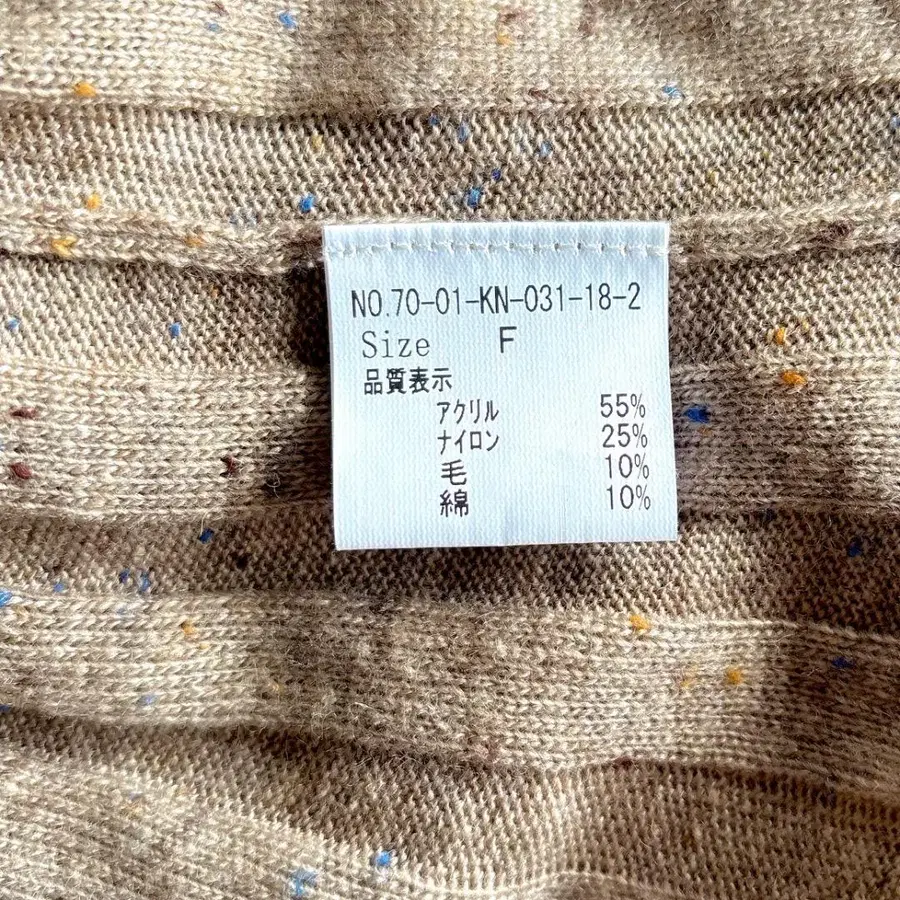 NO.70-01-KN-031-18-2
Size F
品質表示
アクリル 55%
ナイロン 25%
毛 10%
綿 10%